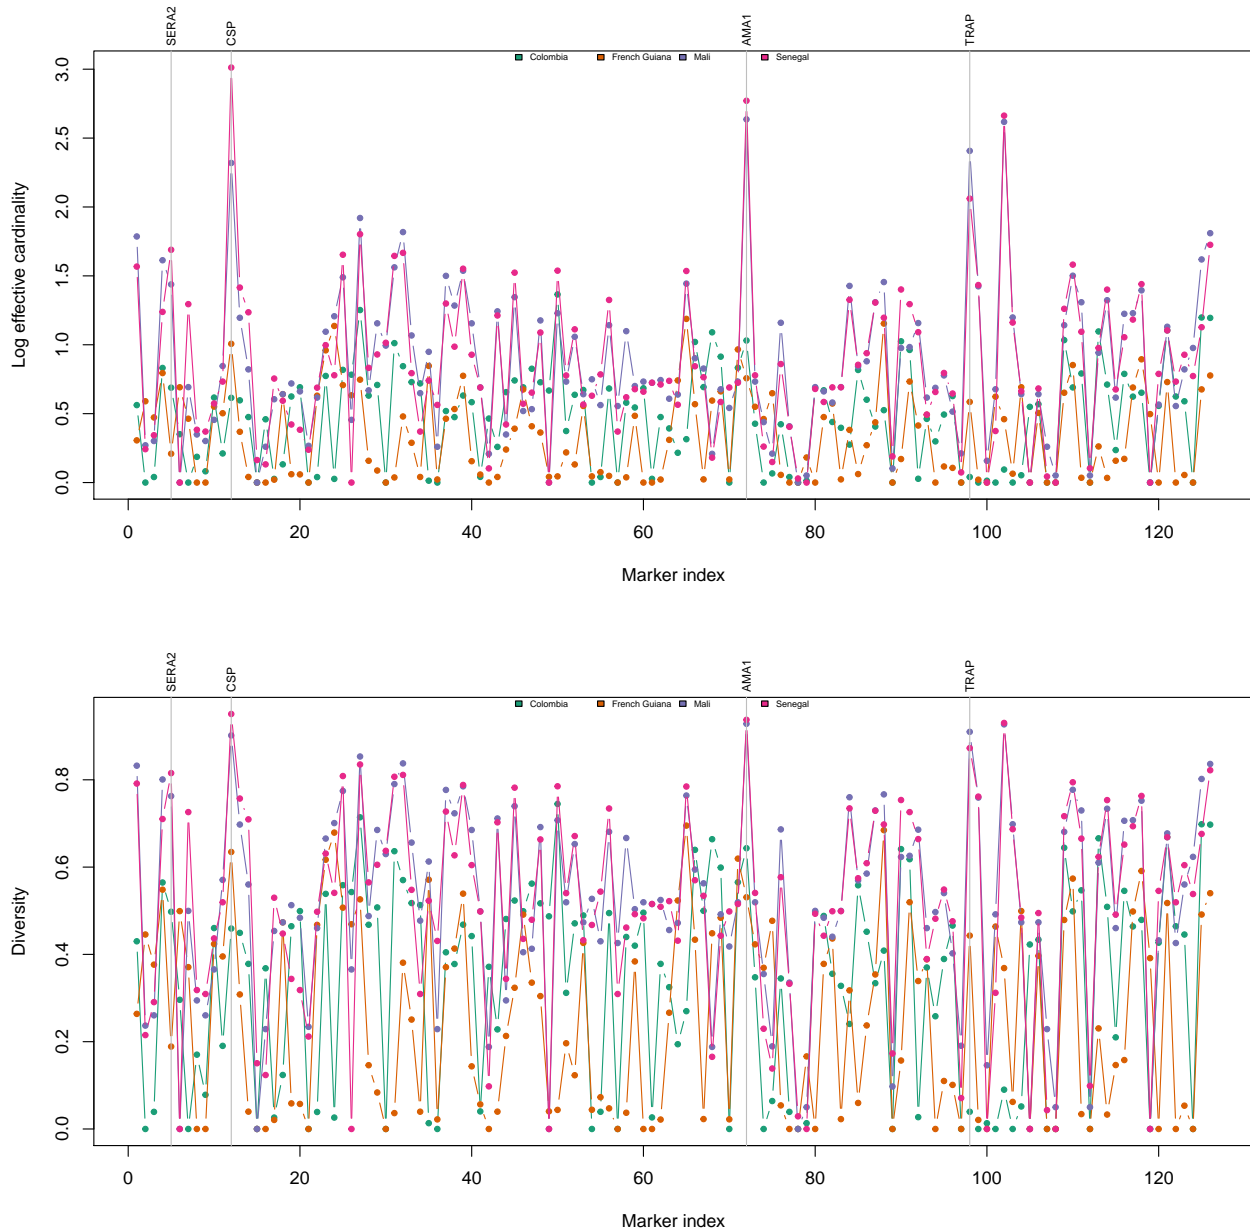 SERA2 CSP AMA1 TRAP
Colombia French Guiana Mali Senegal
Log effective cardinality
3.0
2.5
2.0
1.5
1.0
0.5
0.0
0 20 40 60 80 100 120
Marker index
SERA2 CSP AMA1 TRAP
Colombia French Guiana Mali Senegal
Diversity
0.8
0.6
0.4
0.2
0.0
0 20 40 60 80 100 120
Marker index